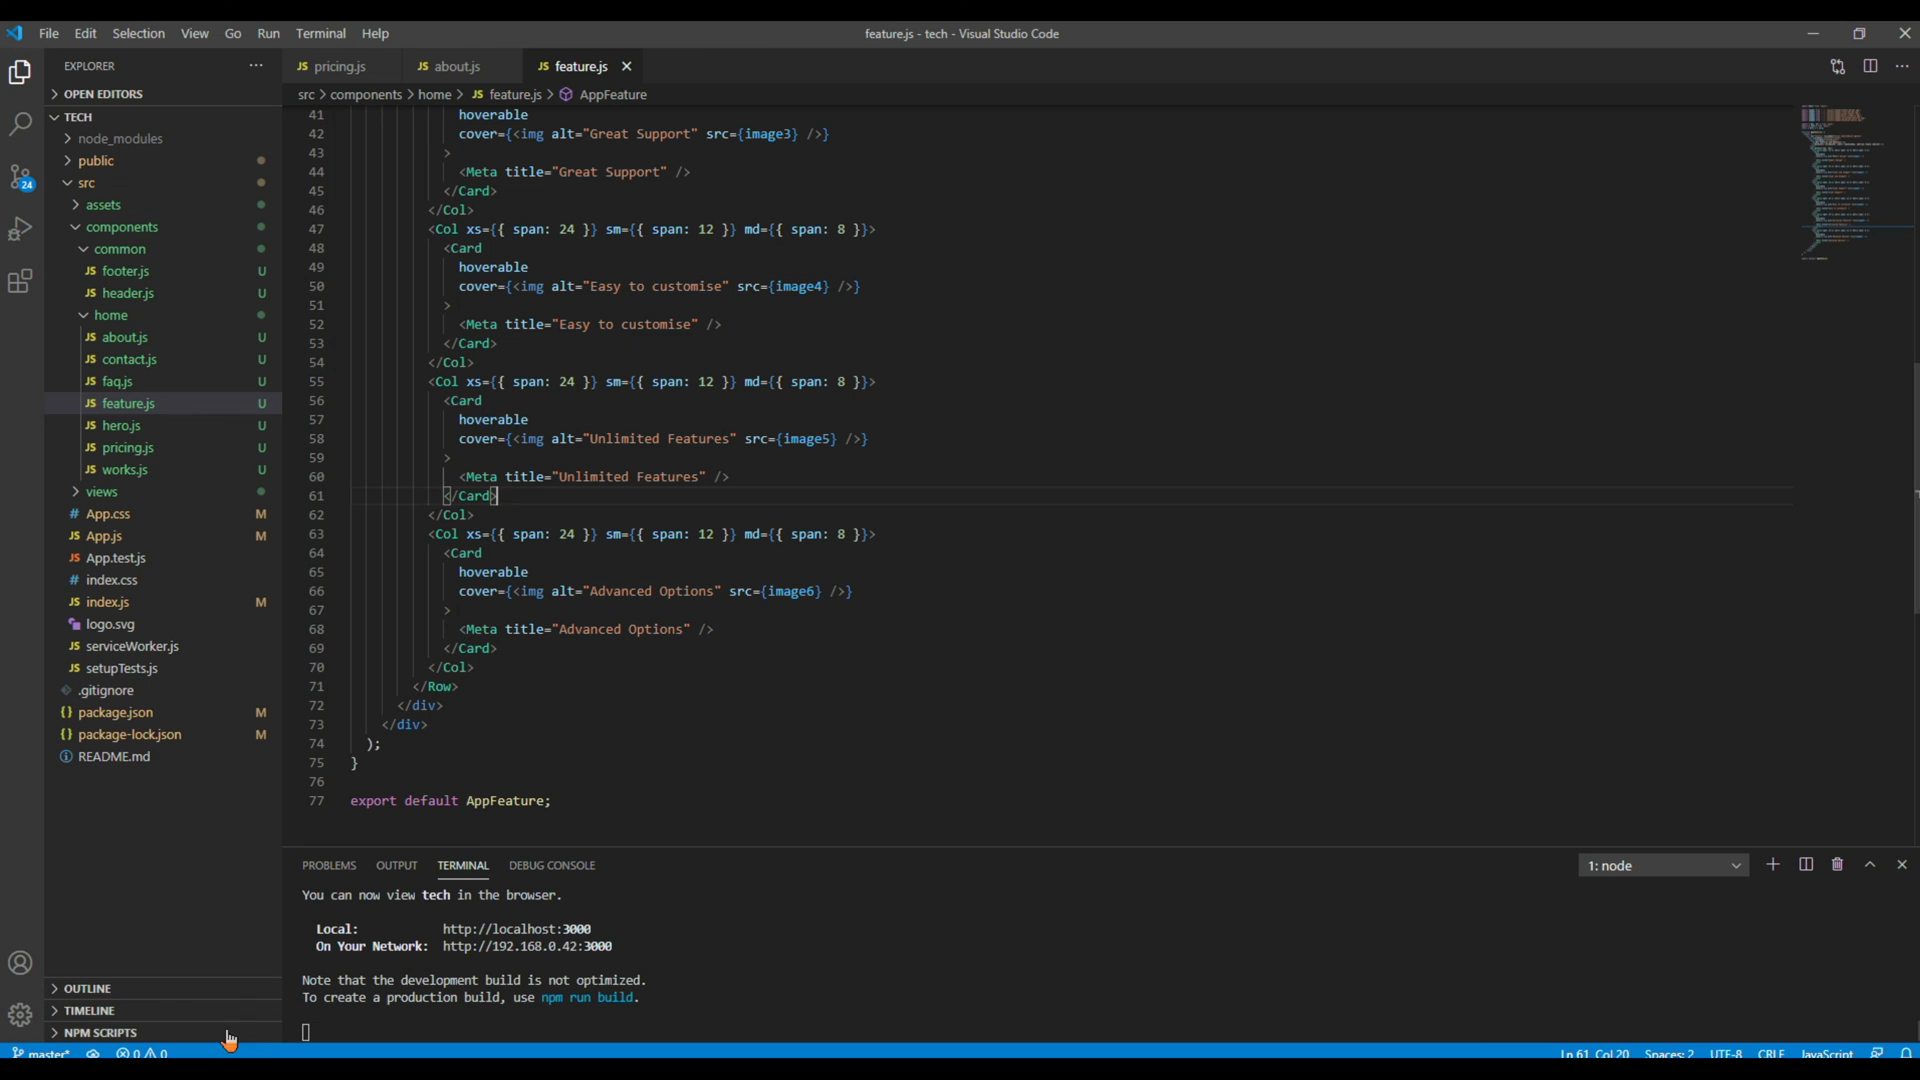 File Edit Selection View Go Run Terminal Help feature.js - tech - Visual Studio Code
EXPLORER ··· JS pricing.js JS about.js JS feature.js
> OPEN EDITORS src > components > home > JS feature.js > AppFeature
TECH
node_modules
public
src
assets
components
common
JS footer.js U
JS header.js U
home
JS about.js U
JS contact.js U
JS faq.js U
JS feature.js U
JS hero.js U
JS pricing.js U
JS works.js U
views
# App.css M
JS App.js M
JS App.test.js
# index.css
JS index.js M
logo.svg
JS serviceWorker.js
JS setupTests.js
.gitignore
{} package.json M
{} package-lock.json M
README.md
OUTLINE
TIMELINE
NPM SCRIPTS
24
41 hoverable
42 cover={<img alt="Great Support" src={image3} />}
43 >
44 <Meta title="Great Support" />
45 </Card>
46 </Col>
47 <Col xs={{ span: 24 }} sm={{ span: 12 }} md={{ span: 8 }}>
48 <Card
49 hoverable
50 cover={<img alt="Easy to customise" src={image4} />}
51 >
52 <Meta title="Easy to customise" />
53 </Card>
54 </Col>
55 <Col xs={{ span: 24 }} sm={{ span: 12 }} md={{ span: 8 }}>
56 <Card
57 hoverable
58 cover={<img alt="Unlimited Features" src={image5} />}
59 >
60 <Meta title="Unlimited Features" />
61 </Card>
62 </Col>
63 <Col xs={{ span: 24 }} sm={{ span: 12 }} md={{ span: 8 }}>
64 <Card
65 hoverable
66 cover={<img alt="Advanced Options" src={image6} />}
67 >
68 <Meta title="Advanced Options" />
69 </Card>
70 </Col>
71 </Row>
72 </div>
73 </div>
74 );
75 }
76
77 export default AppFeature;
PROBLEMS OUTPUT TERMINAL DEBUG CONSOLE 1: node
You can now view tech in the browser.
Local: http://localhost:3000
On Your Network: http://192.168.0.42:3000
Note that the development build is not optimized.
To create a production build, use npm run build.
master* 0 0 Ln 61, Col 20 Spaces: 2 UTF-8 CRLF JavaScript